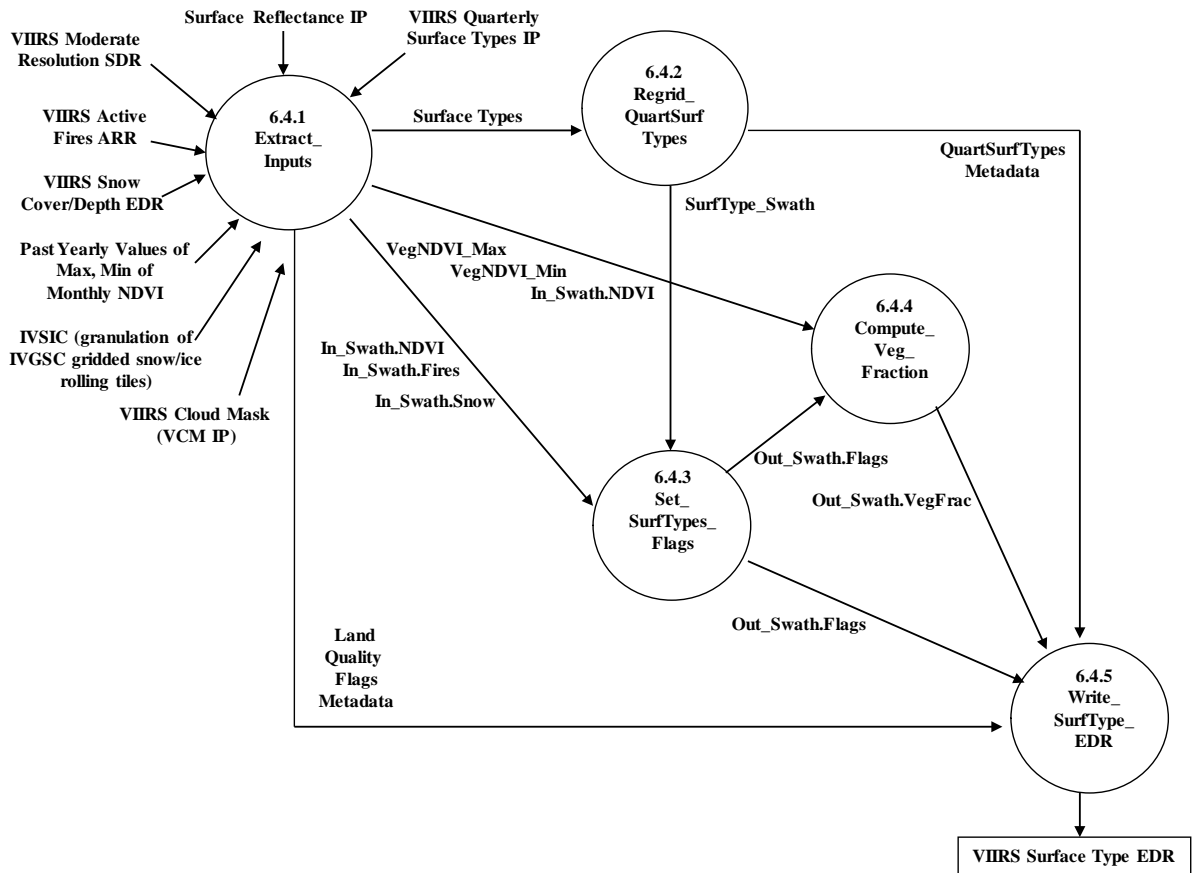 Surface Reflectance IP
VIIRS Quarterly
Surface Types IP
VIIRS Moderate
Resolution SDR
VIIRS Active
Fires ARR
VIIRS Snow
Cover/Depth EDR
Past Yearly Values of
Max, Min of
Monthly NDVI
IVSIC (granulation of
IVGSC gridded snow/ice
rolling tiles)
VIIRS Cloud Mask
(VCM IP)
6.4.1
Extract_
Inputs
Surface Types
6.4.2
Regrid_
QuartSurf
Types
QuartSurfTypes
Metadata
SurfType_Swath
VegNDVI_Max
VegNDVI_Min
In_Swath.NDVI
6.4.4
Compute_
Veg_
Fraction
In_Swath.NDVI
In_Swath.Fires
In_Swath.Snow
6.4.3
Set_
SurfTypes_
Flags
Out_Swath.Flags
Out_Swath.VegFrac
Out_Swath.Flags
Land
Quality
Flags
Metadata
6.4.5
Write_
SurfType_
EDR
VIIRS Surface Type EDR